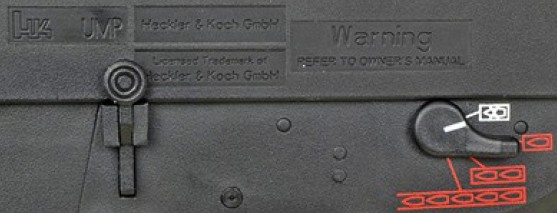 HK UMP
Heckler & Koch GmbH
Licensed Trademark of
Heckler & Koch GmbH
Warning
REFER TO OWNER'S MANUAL